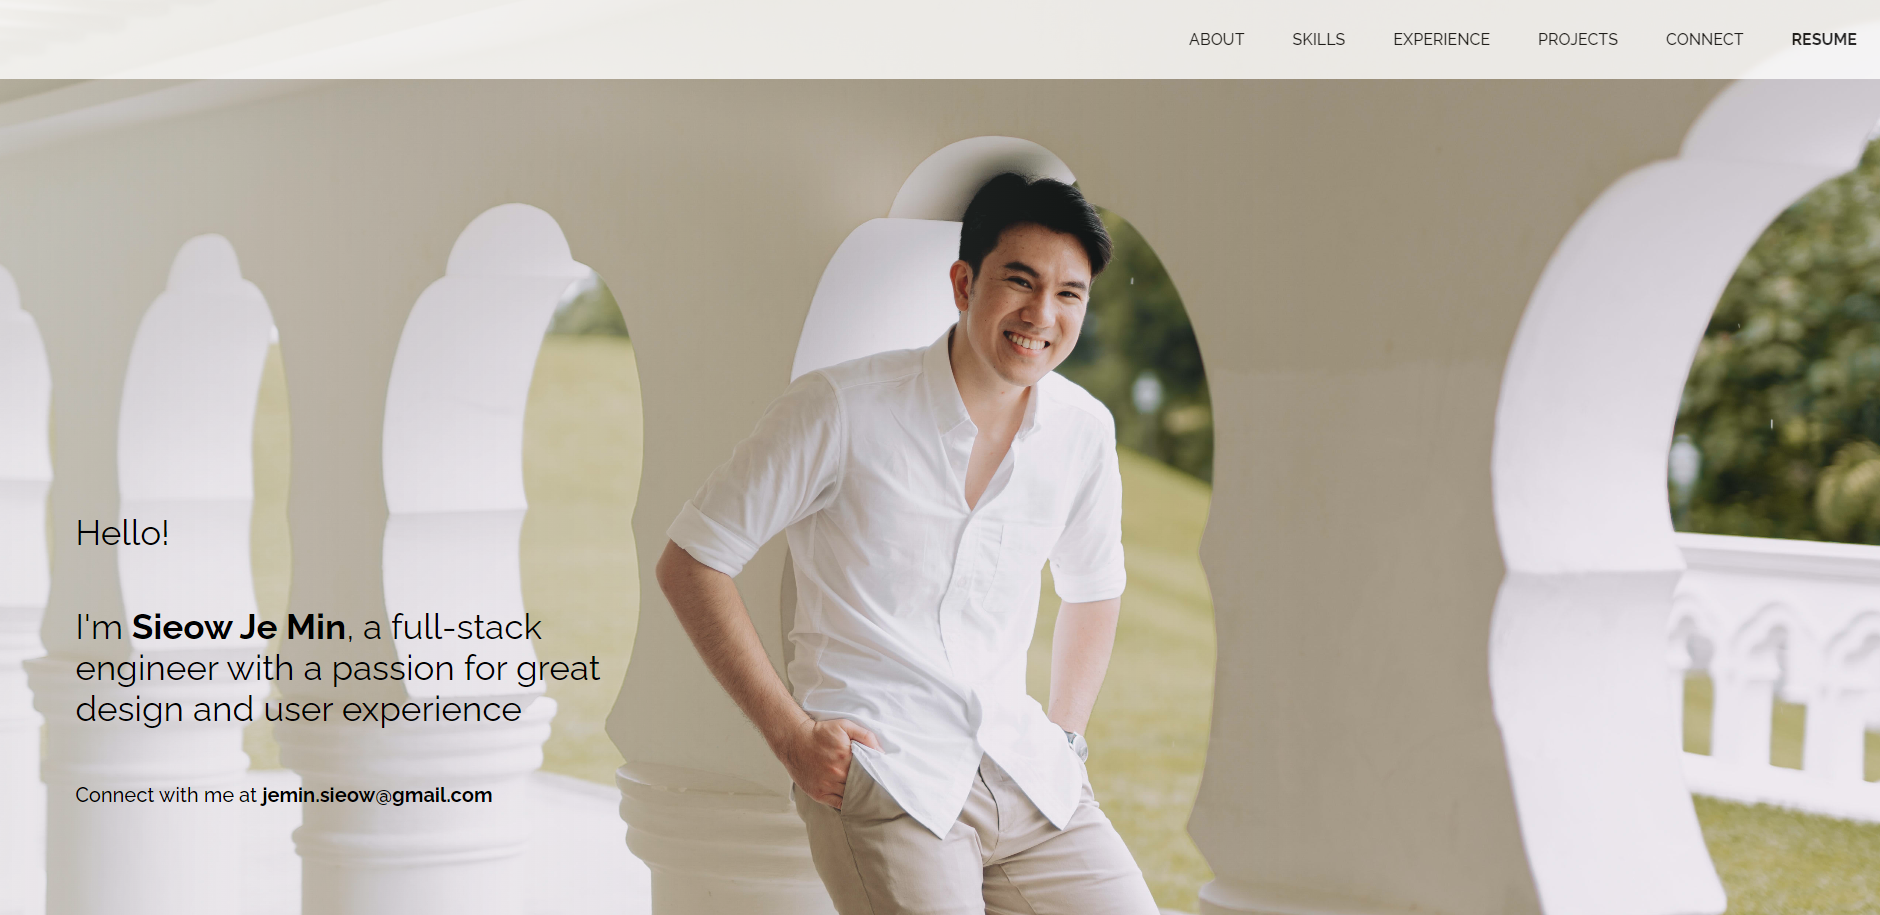 ABOUT SKILLS EXPERIENCE PROJECTS CONNECT RESUME
Hello!
I'm Sieow Je Min, a full-stack
engineer with a passion for great
design and user experience
Connect with me at jemin.sieow@gmail.com